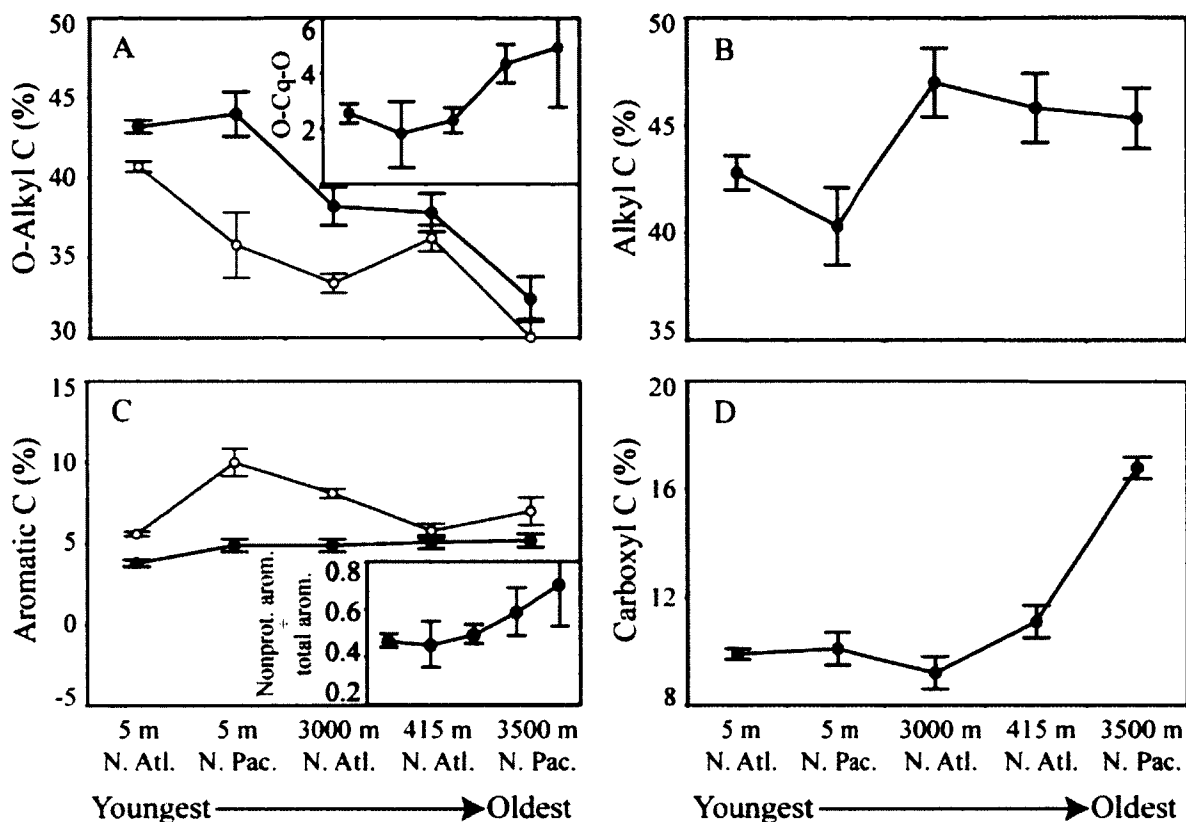 A
O-Alkyl C (%)
50
45
40
35
30
O-Cq-O
6
4
2
B
Alkyl C (%)
50
45
40
35
C
Aromatic C (%)
15
10
5
0
-5
Nonprot. arom.
÷
total arom.
0.8
0.6
0.4
0.2
D
Carboxyl C (%)
20
16
12
8
5 m 5 m 3000 m 415 m 3500 m
N. Atl. N. Pac. N. Atl. N. Atl. N. Pac.
Youngest Oldest
5 m 5 m 3000 m 415 m 3500 m
N. Atl. N. Pac. N. Atl. N. Atl. N. Pac.
Youngest Oldest